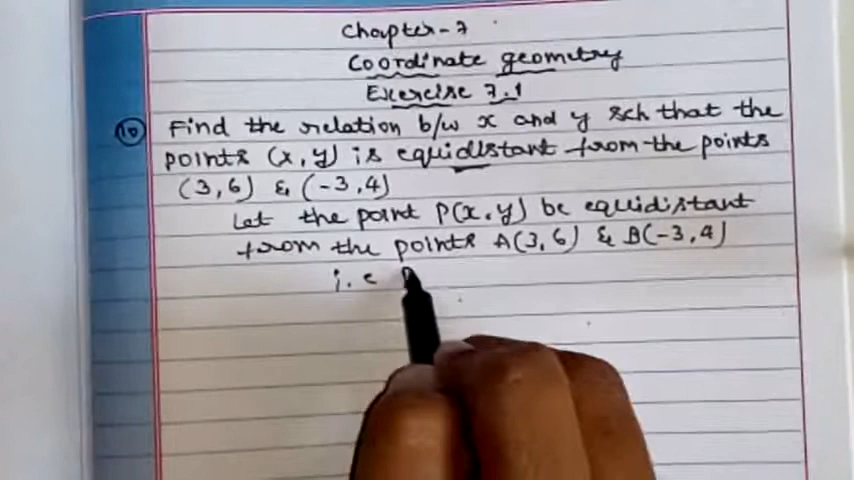 Chapter-7
Coordinate geometry
Exercise 7.1
10 Find the relation b/w x and y sch that the
points (x,y) is equidistant from the points
(3,6) & (-3,4)
Let the point P(x,y) be equidistant
from the points A(3,6) & B(-3,4)
i.e